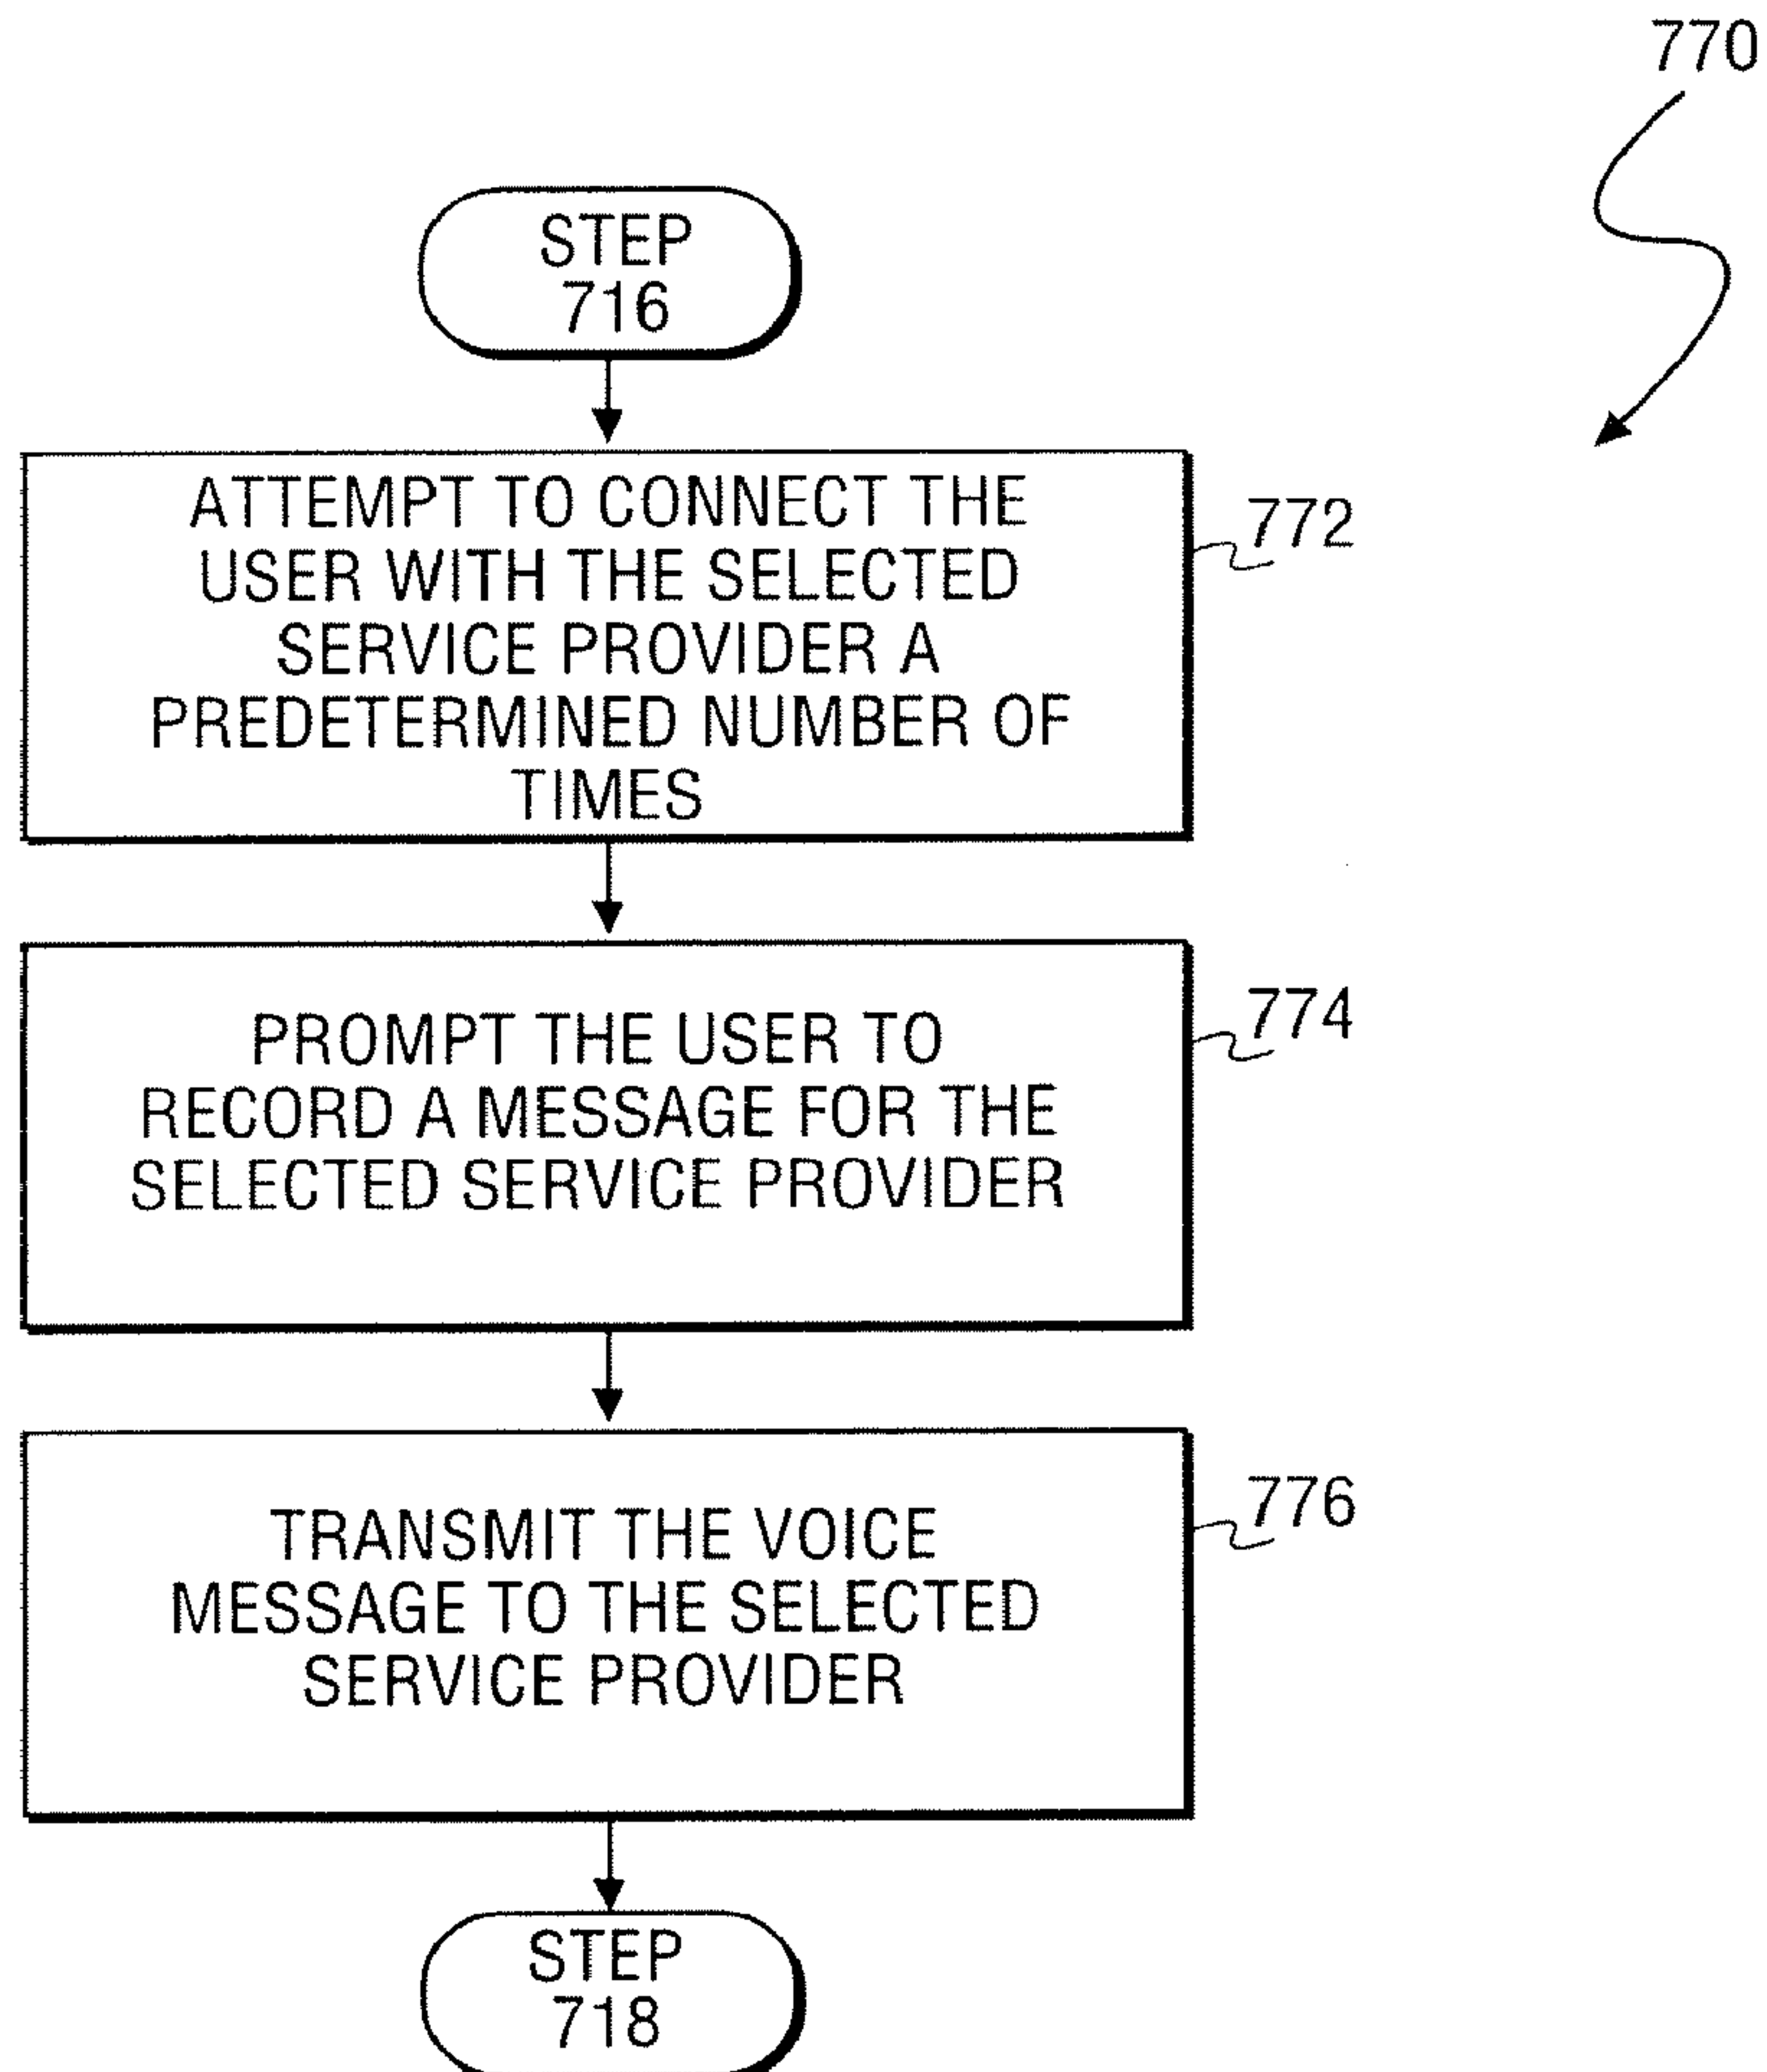 770
STEP
716
ATTEMPT TO CONNECT THE
USER WITH THE SELECTED
SERVICE PROVIDER A
PREDETERMINED NUMBER OF
TIMES
772
PROMPT THE USER TO
RECORD A MESSAGE FOR THE
SELECTED SERVICE PROVIDER
774
TRANSMIT THE VOICE
MESSAGE TO THE SELECTED
SERVICE PROVIDER
776
STEP
718